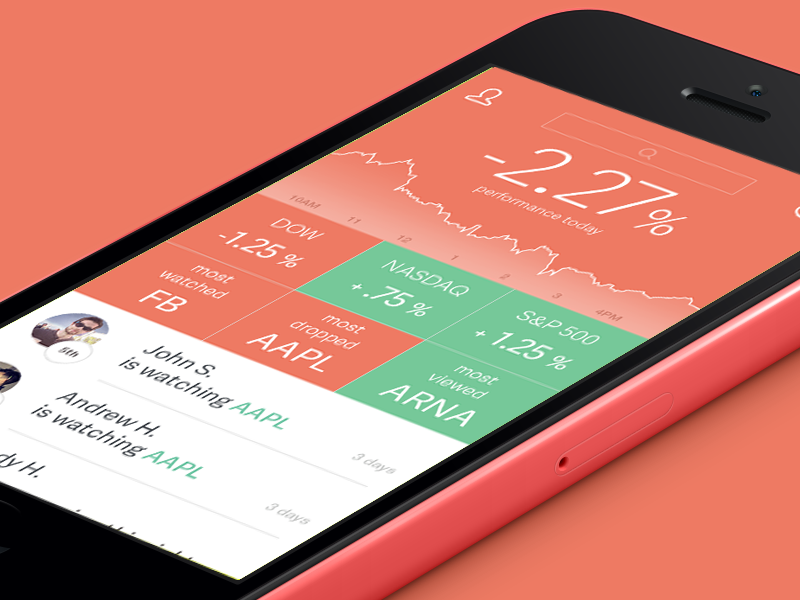 -2.27%
performance today
10AM 11 12 1 2 3 4PM
DOW
-1.25 %
NASDAQ
+.75 %
S&P 500
+ 1.25 %
most
watched
FB
most
dropped
AAPL
most
viewed
ARNA
5th
John S.
is watching AAPL
3 days
Andrew H.
is watching AAPL
3 days
dy H.